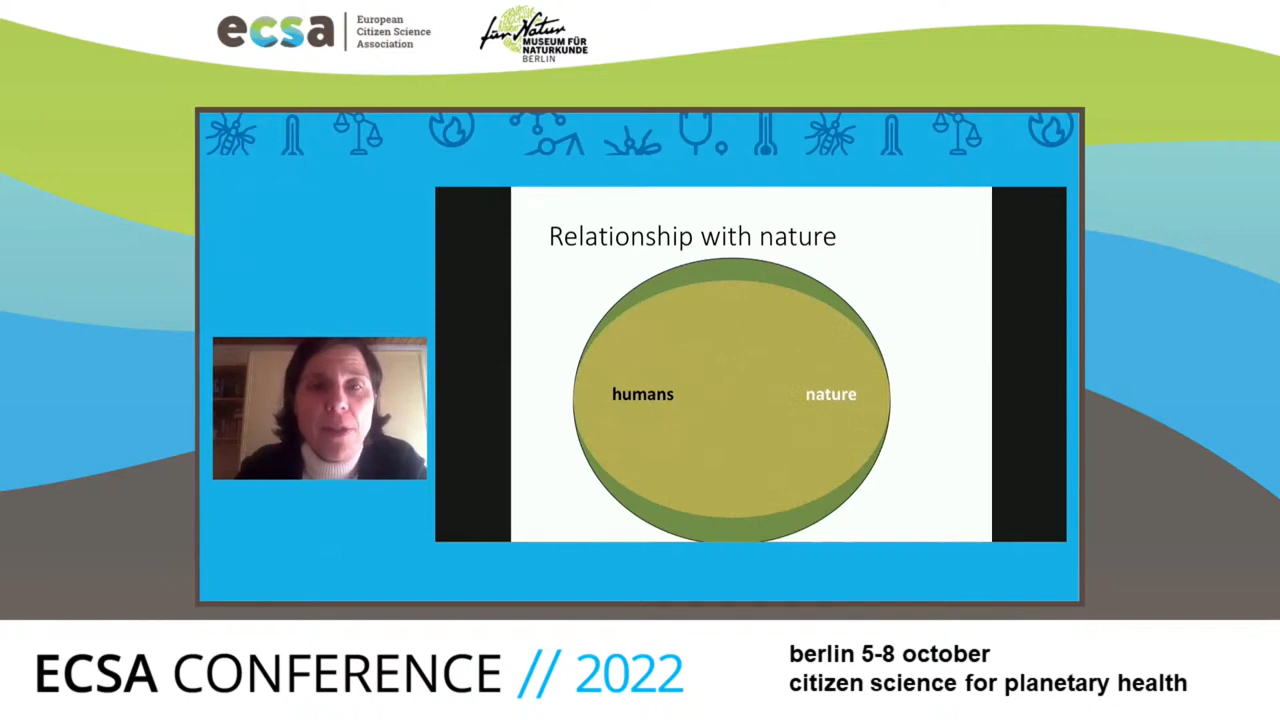 ecsa
European
Citizen Science
Association
für Natur
MUSEUM FÜR
NATURKUNDE
BERLIN
Relationship with nature
humans
nature
ECSA CONFERENCE // 2022
berlin 5-8 october
citizen science for planetary health